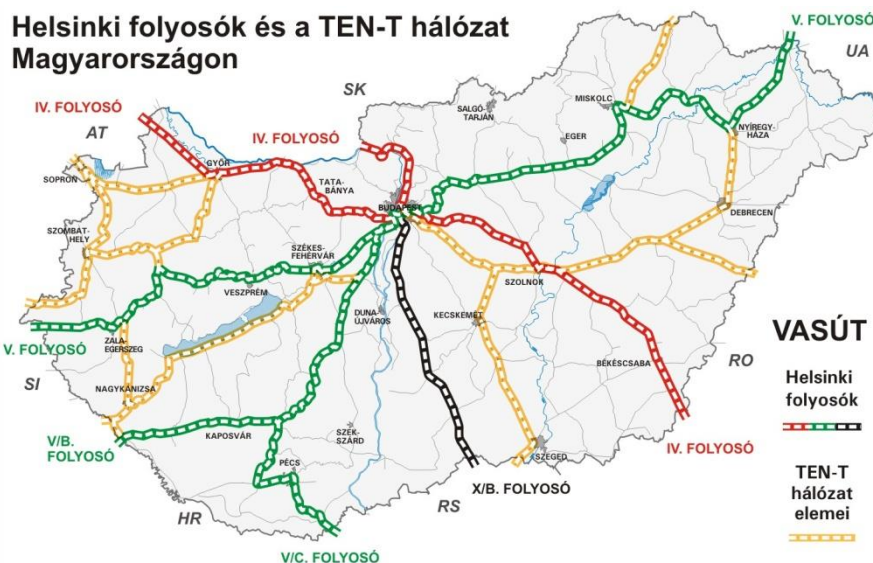 Helsinki folyosók és a TEN-T hálózat
Magyarországon
V. FOLYOSÓ
UA
SK
IV. FOLYOSÓ
AT
IV. FOLYOSÓ
SALGÓ-
TARJÁN
MISKOLC
EGER
NYÍREGY-
HÁZA
SOPRON
GYŐR
TATA-
BÁNYA
BUDAPEST
DEBRECEN
SZOMBAT-
HELY
SZÉKES-
FEHÉRVÁR
VESZPRÉM
SZOLNOK
DUNA-
ÚJVÁROS
KECSKEMÉT
V. FOLYOSÓ
ZALA-
EGERSZEG
SI
NAGYKANIZSA
BÉKÉSCSABA
RO
VASÚT
Helsinki
folyosók
V/B.
FOLYOSÓ
KAPOSVÁR
SZEK-
SZÁRD
PÉCS
SZEGED
IV. FOLYOSÓ
X/B. FOLYOSÓ
RS
HR
V/C. FOLYOSÓ
TEN-T
hálózat
elemei